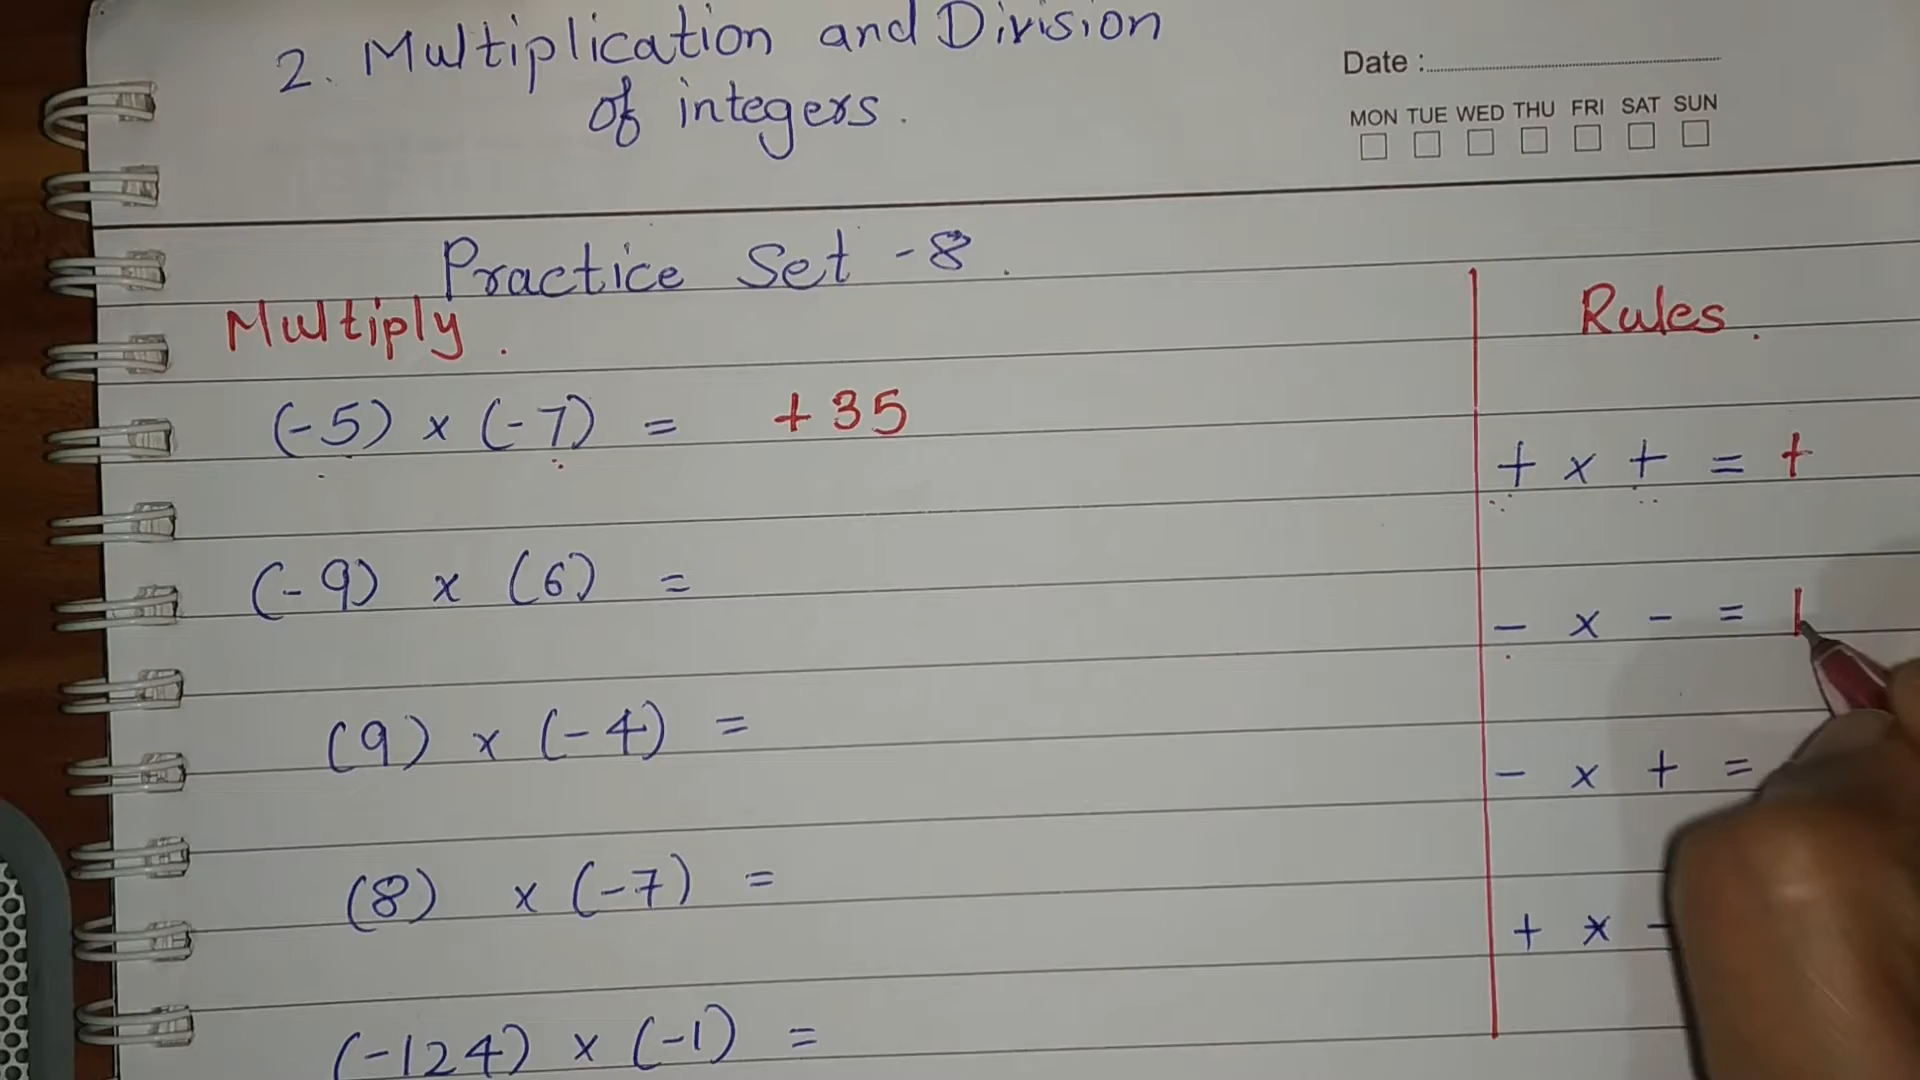 2. Multiplication and Division
of integers.
Date :
MON TUE WED THU FRI SAT SUN
Practice Set -8.
Multiply.
Rules.
(-5) × (-7) = +35
+ × + = +
(-9) × (6) =
- × - =
(9) × (-4) =
- × + =
(8) × (-7) =
+ × -
(-124) × (-1) =